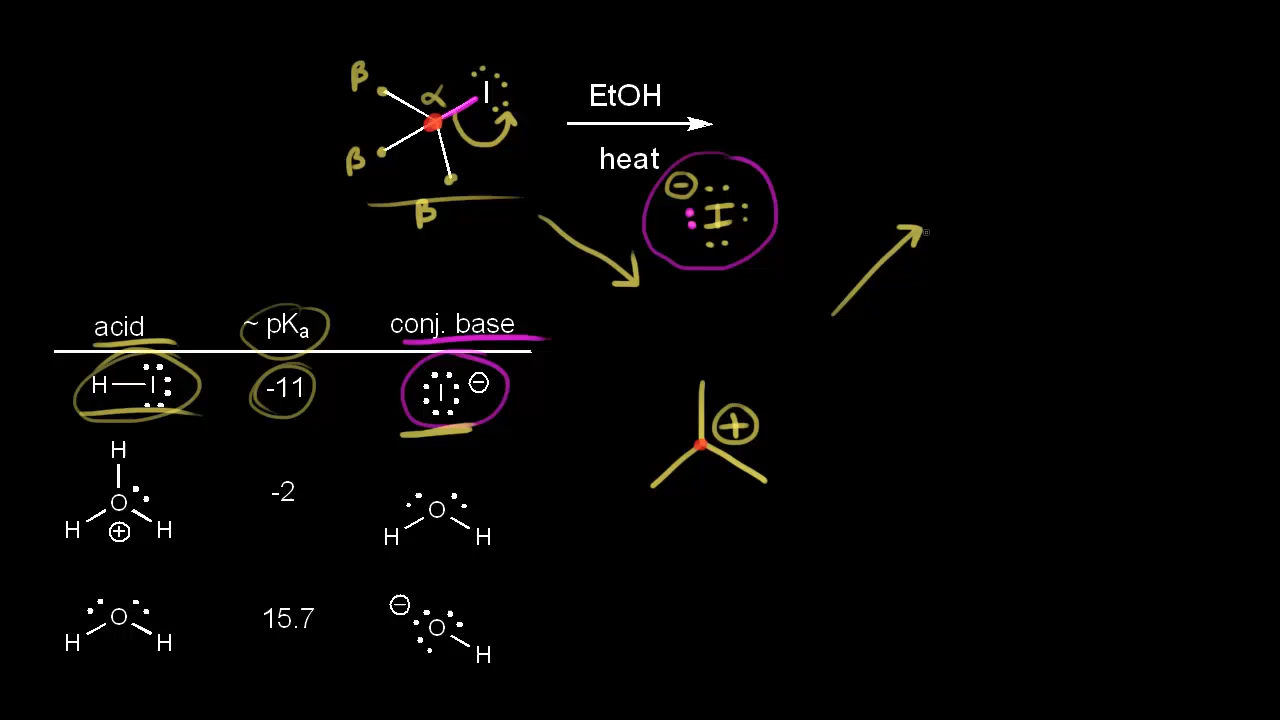 β α I
EtOH
β
heat
β
⊖ I
acid ~ pKa conj. base
H I -11 I ⊖
⊕
H
O -2 O
H ⊕ H H H
O 15.7 ⊖ O
H H H